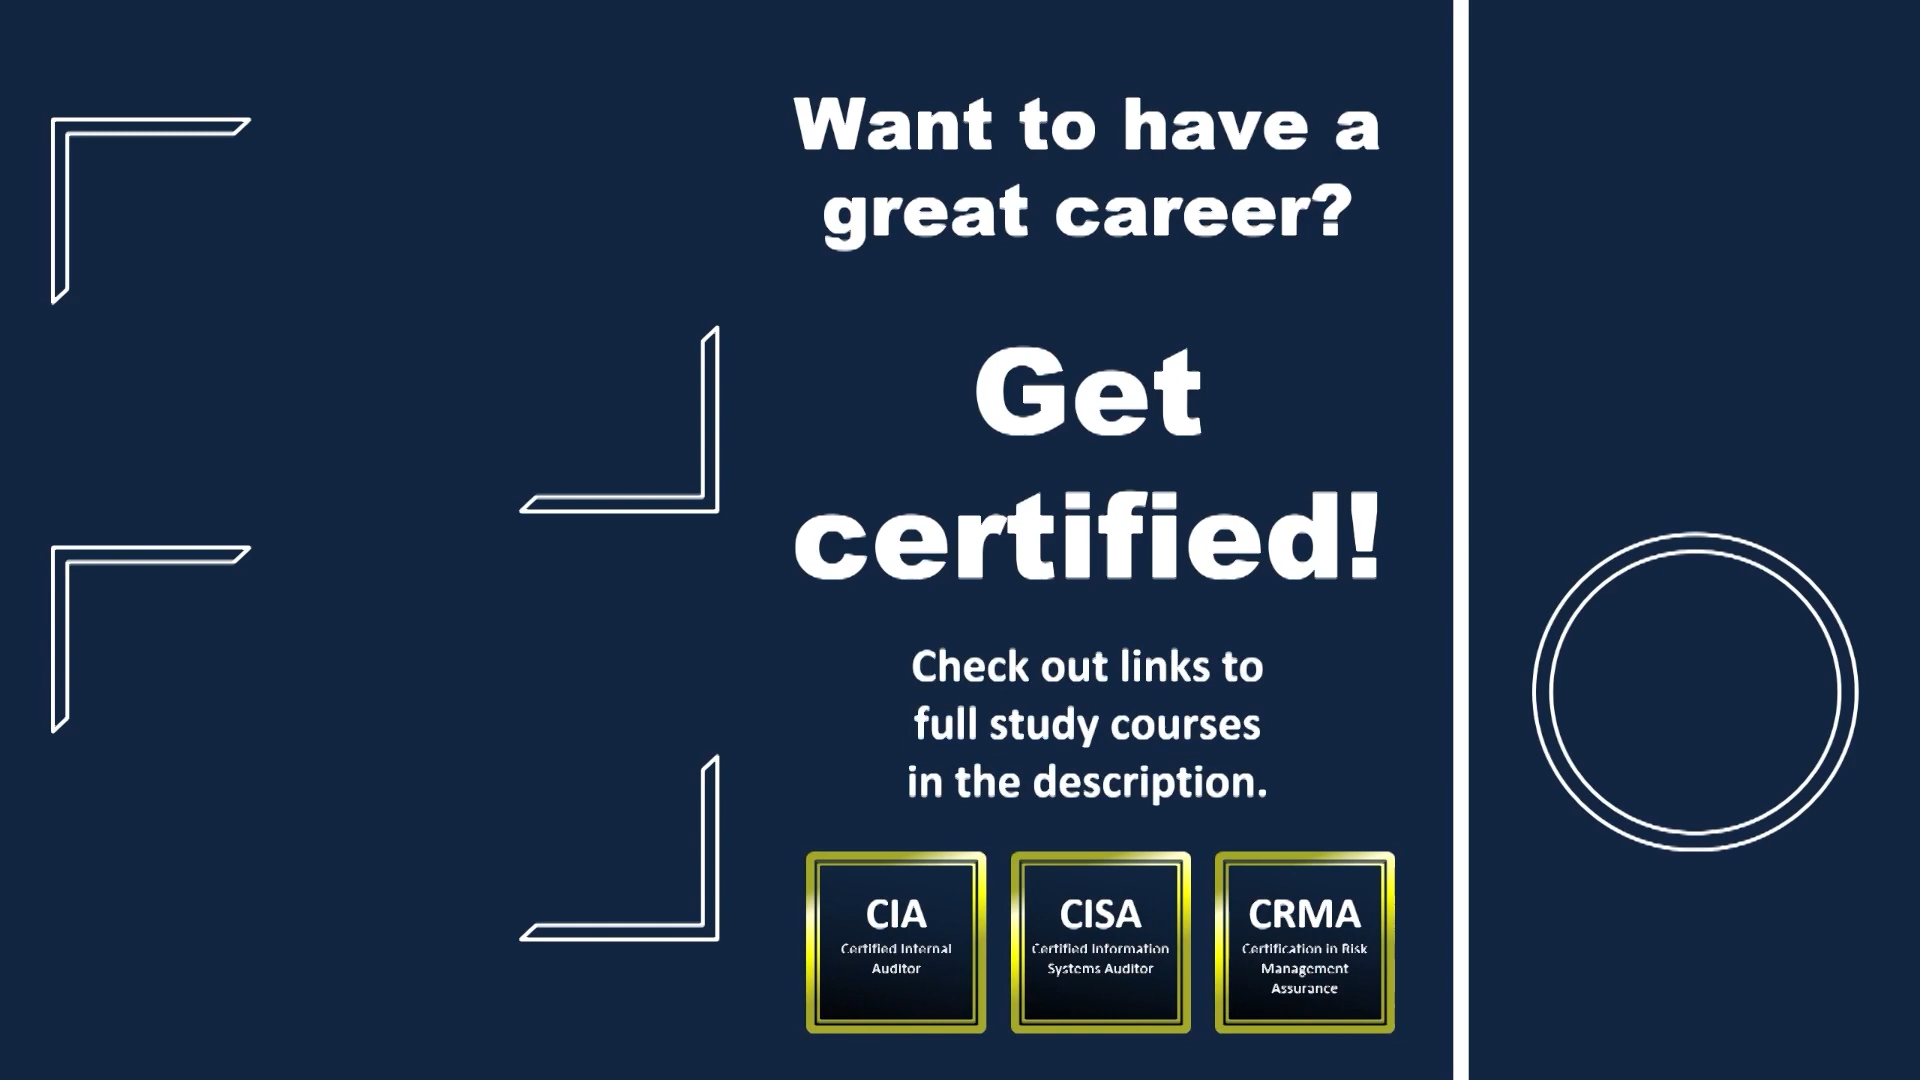 Want to have a
great career?
Get
certified!
Check out links to
full study courses
in the description.
CIA
Certified Internal
Auditor
CISA
Certified Information
Systems Auditor
CRMA
Certification in Risk
Management
Assurance